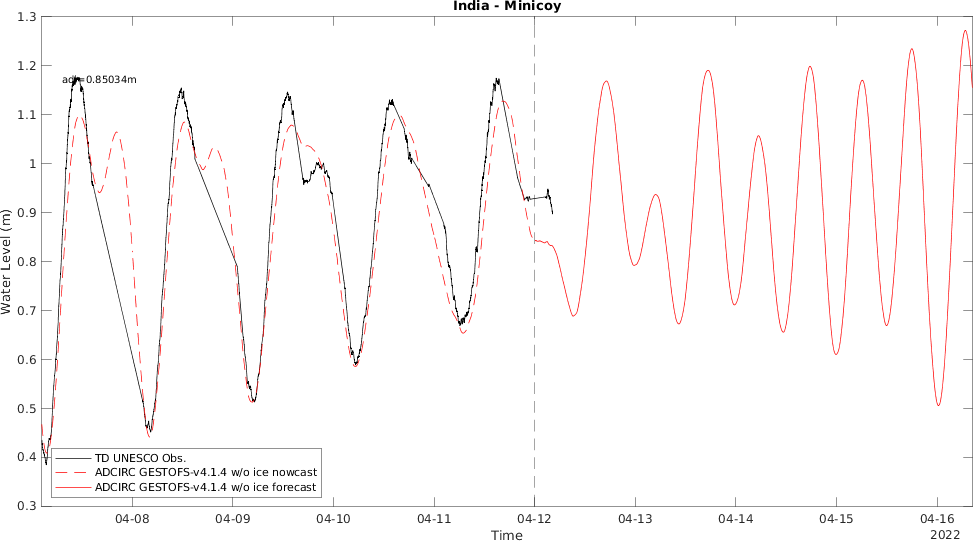 India - Minicoy
1.3
1.2
1.1
1
0.9
0.8
0.7
0.6
0.5
0.4
0.3
Water Level (m)
TD UNESCO Obs.
ADCIRC GESTOFS-v4.1.4 w/o ice nowcast
ADCIRC GESTOFS-v4.1.4 w/o ice forecast
04-08 04-09 04-10 04-11 04-12 04-13 04-14 04-15 04-16
Time
2022